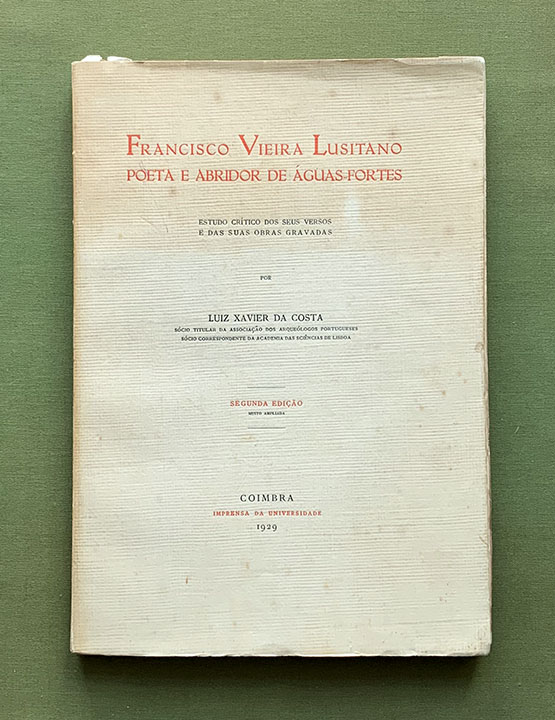 FRANCISCO VIEIRA LUSITANO
POETA E ABRIDOR DE ÁGUAS-FORTES
ESTUDO CRÍTICO DOS SEUS VERSOS
E DAS SUAS OBRAS GRAVADAS
POR
LUIZ XAVIER DA COSTA
SÓCIO TITULAR DA ASSOCIAÇÃO DOS ARQUEÓLOGOS PORTUGUESES
SÓCIO CORRESPONDENTE DA ACADEMIA DAS SCIÊNCIAS DE LISBOA
SEGUNDA EDIÇÃO
MUITO AMPLIADA
COIMBRA
IMPRENSA DA UNIVERSIDADE
1929